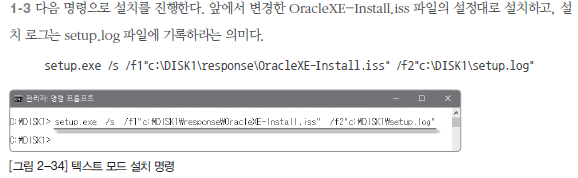 1-3 다음 명령으로 설치를 진행한다. 앞에서 변경한 OracleXE-Install.iss 파일의 설정대로 설치하고, 설
치 로그는 setup.log 파일에 기록하라는 의미다.
setup.exe /s /f1"c:\DISK1\response\OracleXE-Install.iss" /f2"c:\DISK1\setup.log"
관리자: 명령 프롬프트
C:₩DISK1> setup.exe /s /f1"c:₩DISK1₩response₩OracleXE-Install.iss" /f2"c:₩DISK1₩setup.log"
C:₩DISK1>
[그림 2-34] 텍스트 모드 설치 명령